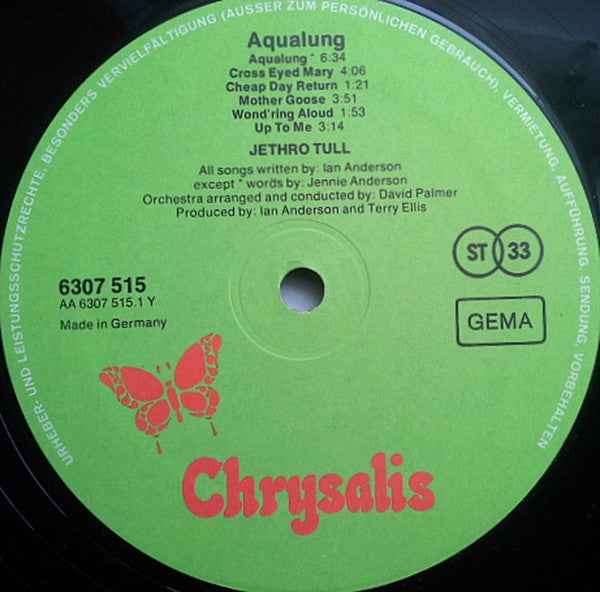 URHEBER- UND LEISTUNGSSCHUTZRECHTE, BESONDERS VERVIELFÄLTIGUNG (AUSSER ZUM PERSÖNLICHEN GEBRAUCH), VERMIETUNG, AUFFÜHRUNG, SENDUNG, VORBEHALTEN
Aqualung
Aqualung * 6:34
Cross Eyed Mary 4:06
Cheap Day Return 1:21
Mother Goose 3:51
Wond'ring Aloud 1:53
Up To Me 3:14
JETHRO TULL
All songs written by: Ian Anderson
except * words by: Jennie Anderson
Orchestra arranged and conducted by: David Palmer
Produced by: Ian Anderson and Terry Ellis
ST 33
6307 515
AA 6307 515.1 Y
Made in Germany
GEMA
Chrysalis